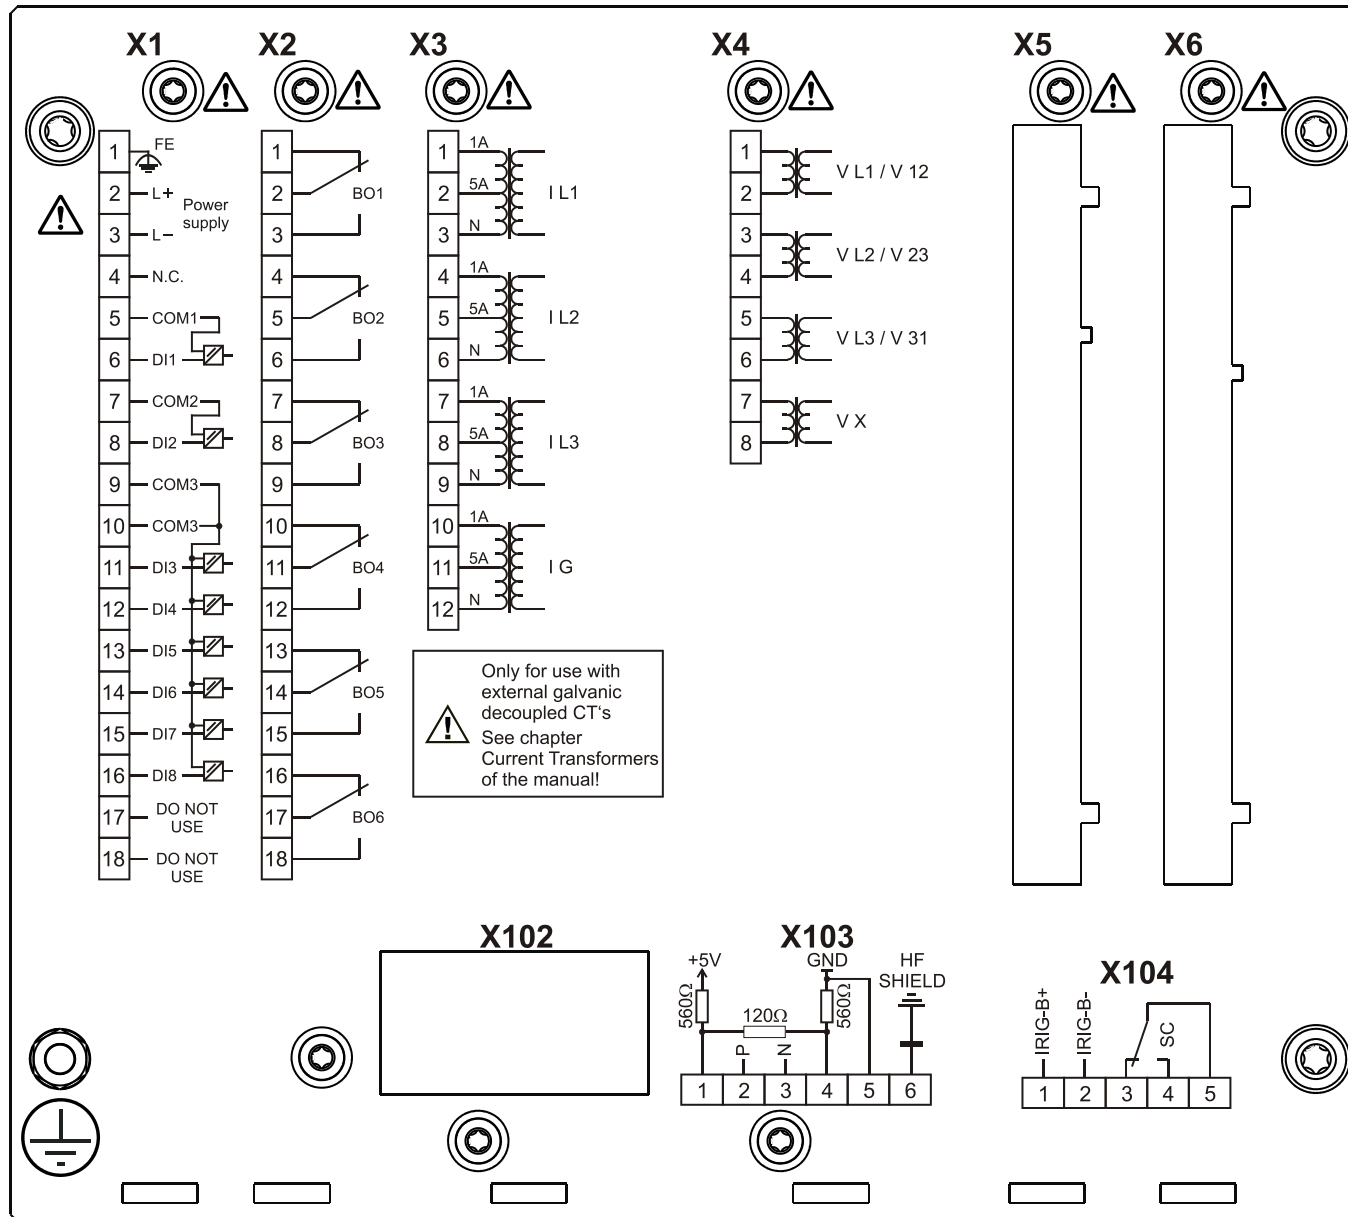 X1
X2
X3
X4
X5
X6
1 FE
2 L+
Power
supply
3 L−
4 N.C.
5 COM1
6 DI1
7 COM2
8 DI2
9 COM3
10 COM3
11 DI3
12 DI4
13 DI5
14 DI6
15 DI7
16 DI8
17 DO NOT
USE
18 DO NOT
USE
1
2 BO1
3
4
5 BO2
6
7
8 BO3
9
10
11 BO4
12
13
14 BO5
15
16
17 BO6
18
1 1A
2 5A I L1
3 N
4 1A
5 5A I L2
6 N
7 1A
8 5A I L3
9 N
10 1A
11 5A I G
12 N
Only for use with
external galvanic
decoupled CT's
See chapter
Current Transformers
of the manual!
1
V L1 / V 12
2
3
V L2 / V 23
4
5
V L3 / V 31
6
7
V X
8
X102
X103
+5V
GND
HF
SHIELD
560Ω
120Ω
560Ω
P
N
1 2 3 4 5 6
X104
IRIG-B+
IRIG-B-
SC
1 2 3 4 5